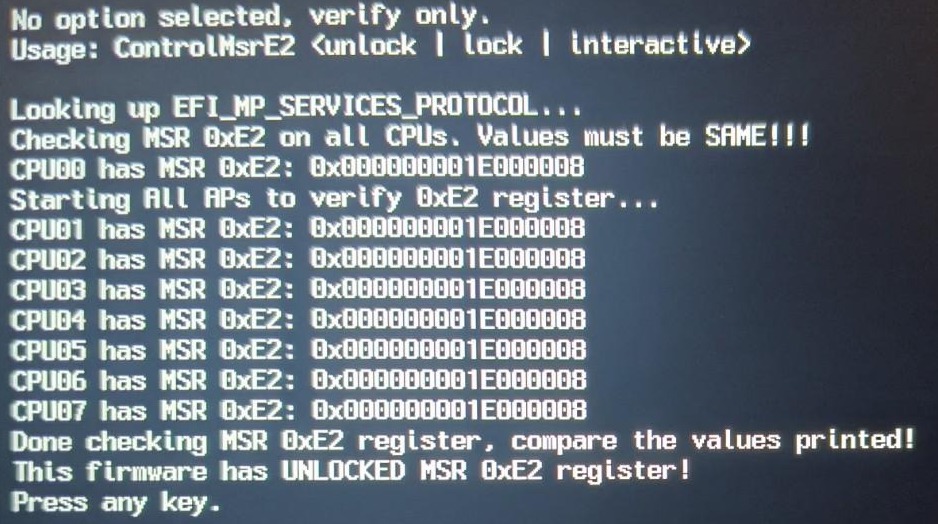 No option selected, verify only.
Usage: ControlMsrE2 <unlock | lock | interactive>
Looking up EFI_MP_SERVICES_PROTOCOL...
Checking MSR 0xE2 on all CPUs. Values must be SAME!!!
CPU00 has MSR 0xE2: 0x000000001E000008
Starting All APs to verify 0xE2 register...
CPU01 has MSR 0xE2: 0x000000001E000008
CPU02 has MSR 0xE2: 0x000000001E000008
CPU03 has MSR 0xE2: 0x000000001E000008
CPU04 has MSR 0xE2: 0x000000001E000008
CPU05 has MSR 0xE2: 0x000000001E000008
CPU06 has MSR 0xE2: 0x000000001E000008
CPU07 has MSR 0xE2: 0x000000001E000008
Done checking MSR 0xE2 register, compare the values printed!
This firmware has UNLOCKED MSR 0xE2 register!
Press any key.